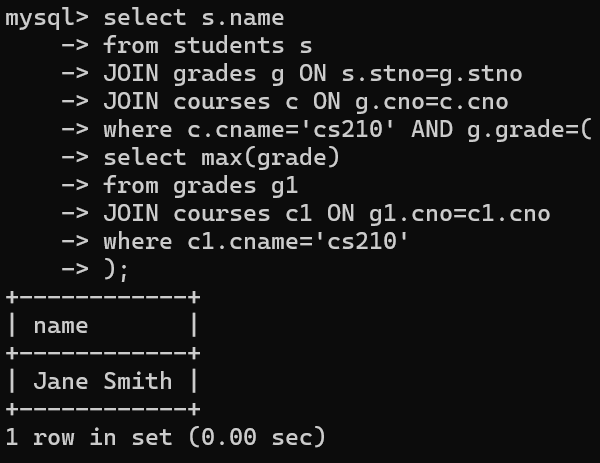 mysql> select s.name
    -> from students s
    -> JOIN grades g ON s.stno=g.stno
    -> JOIN courses c ON g.cno=c.cno
    -> where c.cname='cs210' AND g.grade=(
    -> select max(grade)
    -> from grades g1
    -> JOIN courses c1 ON g1.cno=c1.cno
    -> where c1.cname='cs210'
    -> );
+------------+
| name       |
+------------+
| Jane Smith |
+------------+
1 row in set (0.00 sec)